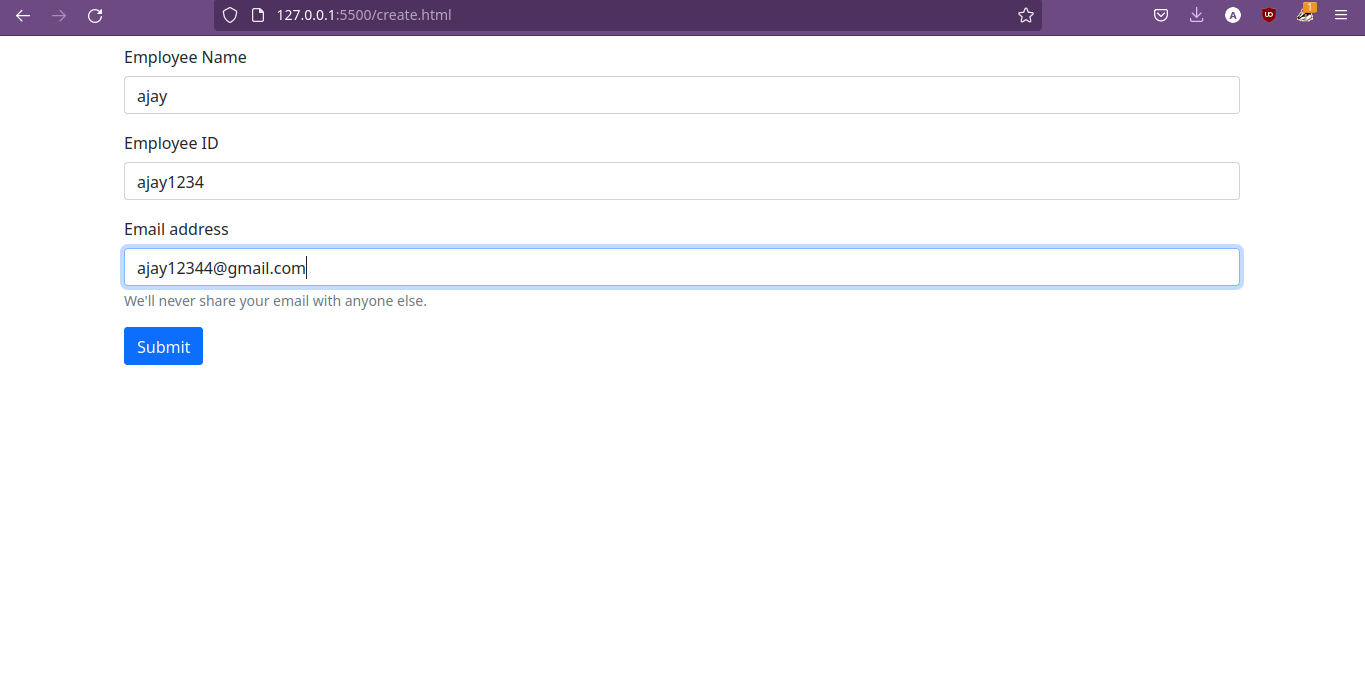 127.0.0.1:5500/create.html
A
UD
1
Employee Name
ajay
Employee ID
ajay1234
Email address
ajay12344@gmail.com
We'll never share your email with anyone else.
Submit